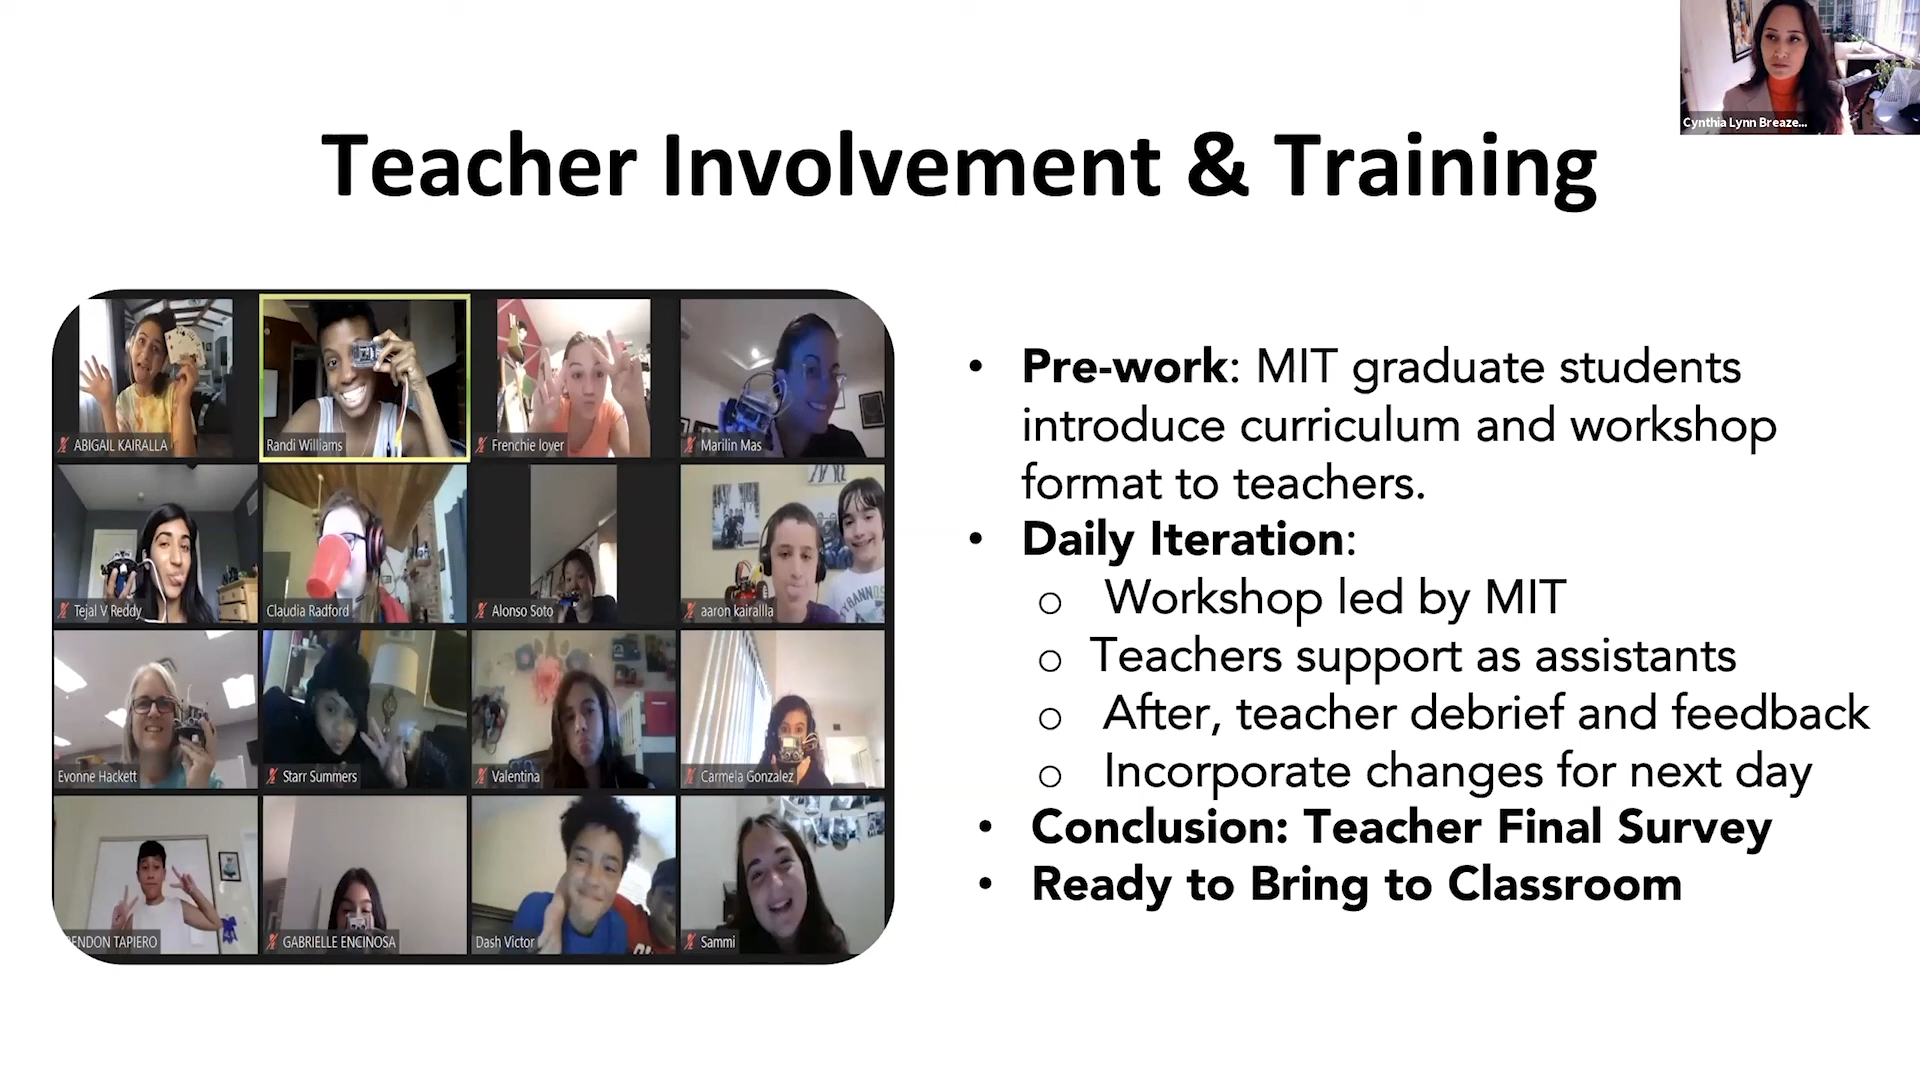 Cynthia Lynn Breaze...
Teacher Involvement & Training
ABIGAIL KAIRALLA
Randi Williams
Frenchie lover
Marilin Mas
Tejal V Reddy
Claudia Radford
Alonso Soto
aaron kairallla
Evonne Hackett
Starr Summers
Valentina
Carmela Gonzalez
ENDON TAPIERO
GABRIELLE ENCINOSA
Dash Victor
Sammi
• Pre-work: MIT graduate students
introduce curriculum and workshop
format to teachers.
• Daily Iteration:
o Workshop led by MIT
o Teachers support as assistants
o After, teacher debrief and feedback
o Incorporate changes for next day
• Conclusion: Teacher Final Survey
• Ready to Bring to Classroom